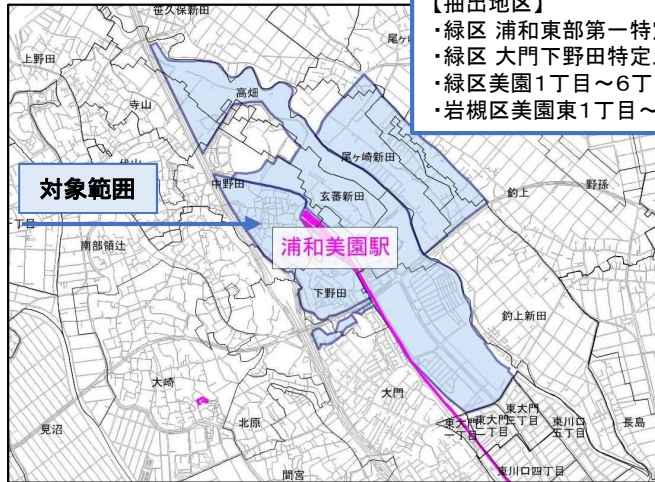 【抽出地区】
・緑区 浦和東部第一特定
・緑区 大門下野田特定
・緑区美園1丁目～6丁
・岩槻区美園東1丁目～
笹久保新田
上野田
尾ヶ
寺山
高畑
対象範囲
中野田
尾ヶ崎新田
玄蕃新田
釣上
野孫
一丁目
南部領辻
浦和美園駅
下野田
釣上新田
大崎
大門
北原
見沼
東大門一丁目
東大門二丁目
東大門三丁目
東川口五丁目
長島
間宮
東川口四丁目